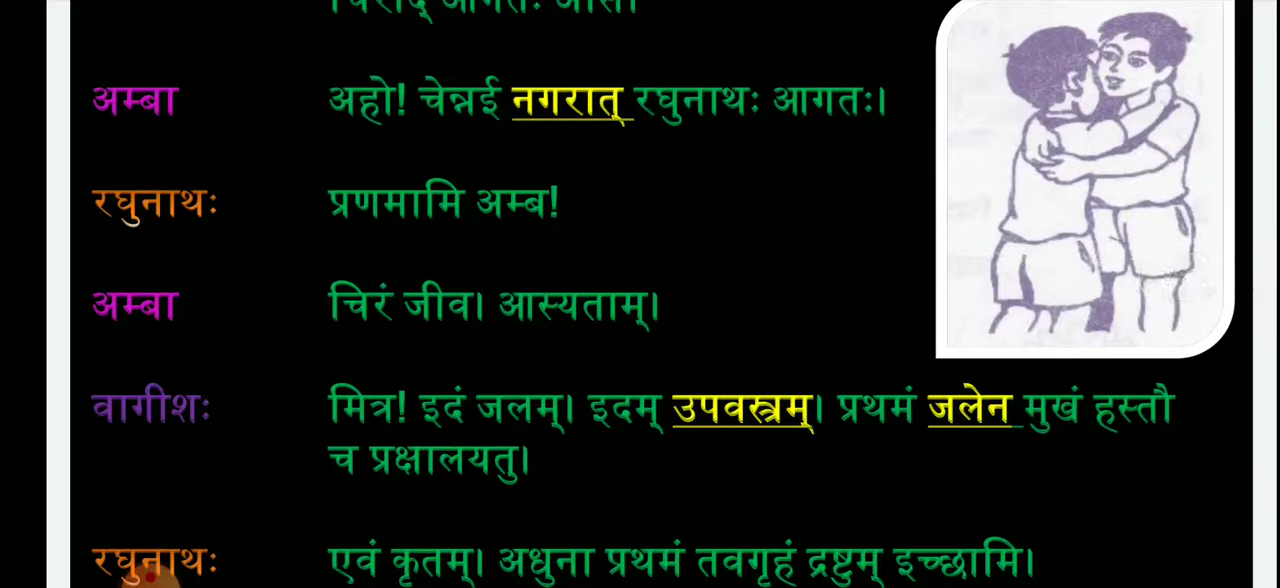 अम्बा अहो! चेन्नई नगरात् रघुनाथः आगतः।
रघुनाथः प्रणमामि अम्ब!
अम्बा चिरं जीव। आस्यताम्।
वागीशः मित्र! इदं जलम्। इदम् उपवस्त्रम्। प्रथमं जलेन मुखं हस्तौ
च प्रक्षालयतु।
रघुनाथः एवं कृतम्। अधुना प्रथमं तवगृहं द्रष्टुम् इच्छामि।